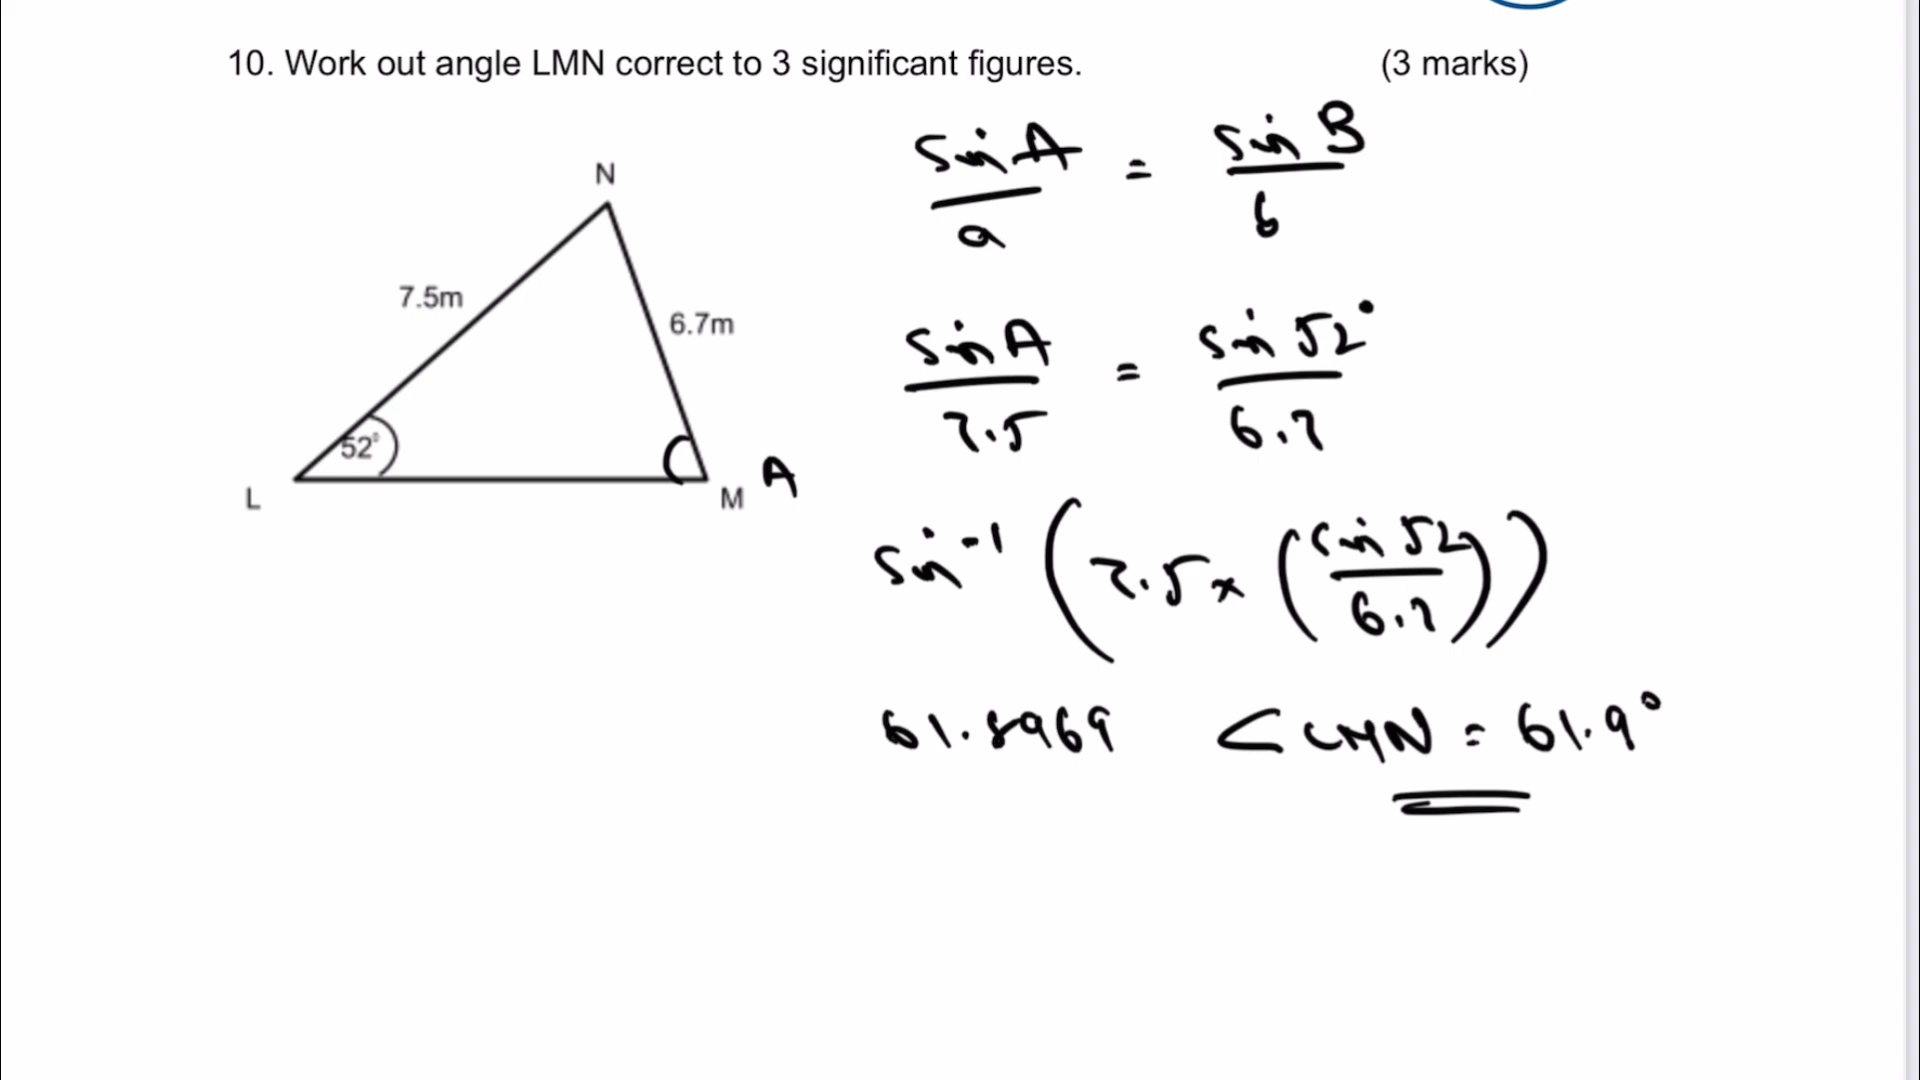 10. Work out angle LMN correct to 3 significant figures. (3 marks)
sin A / a = sin B / b
N
7.5m
6.7m
sin A / 7.5 = sin 52° / 6.7
52°
L
M A
sin⁻¹ (7.5 x (sin 52 / 6.7))
61.8969 < LMN = 61.9°